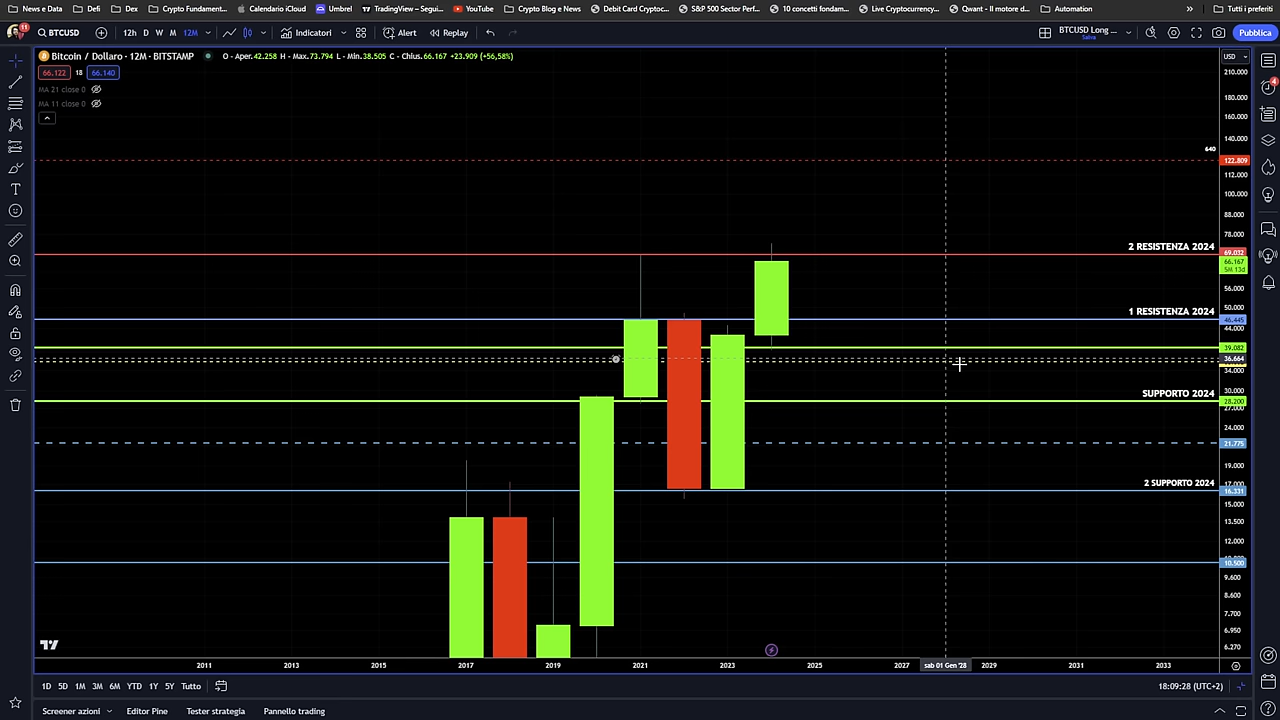 News e Data Defi Dex Crypto Fundament... Calendario iCloud Umbrel TradingView – Segui... YouTube Crypto Blog e News Debit Card Cryptoc... S&P 500 Sector Perf... 10 concetti fondam... Live Cryptocurrency... Qwant - Il motore d... Automation » Tutti i preferiti
11 BTCUSD 12h D W M 12M Indicatori Alert Replay BTCUSD Long ... Salva Pubblica
Bitcoin / Dollaro · 12M · BITSTAMP O - Aper.42.258 H - Max.73.794 L - Min.38.505 C - Chius.66.167 +23.909 (+56,58%) USD
66.122 18 66.140
210.000
MA 21 close 0
180.000
MA 11 close 0
160.000
140.000
640
122.809
112.000
100.000
88.000
78.000
2 RESISTENZA 2024
69.032
66.167
5M 13d
56.000
50.000
1 RESISTENZA 2024
46.445
44.000
39.082
36.664
34.000
30.000
SUPPORTO 2024
28.200
27.000
24.000
21.775
19.000
2 SUPPORTO 2024
17.000
16.331
15.000
13.500
12.000
10.500
9.600
8.600
7.700
6.950
6.270
2011 2013 2015 2017 2019 2021 2023 2025 2027 sab 01 Gen '28 2029 2031 2033
1D 5D 1M 3M 6M YTD 1Y 5Y Tutto 18:09:28 (UTC+2)
Screener azioni Editor Pine Tester strategia Pannello trading